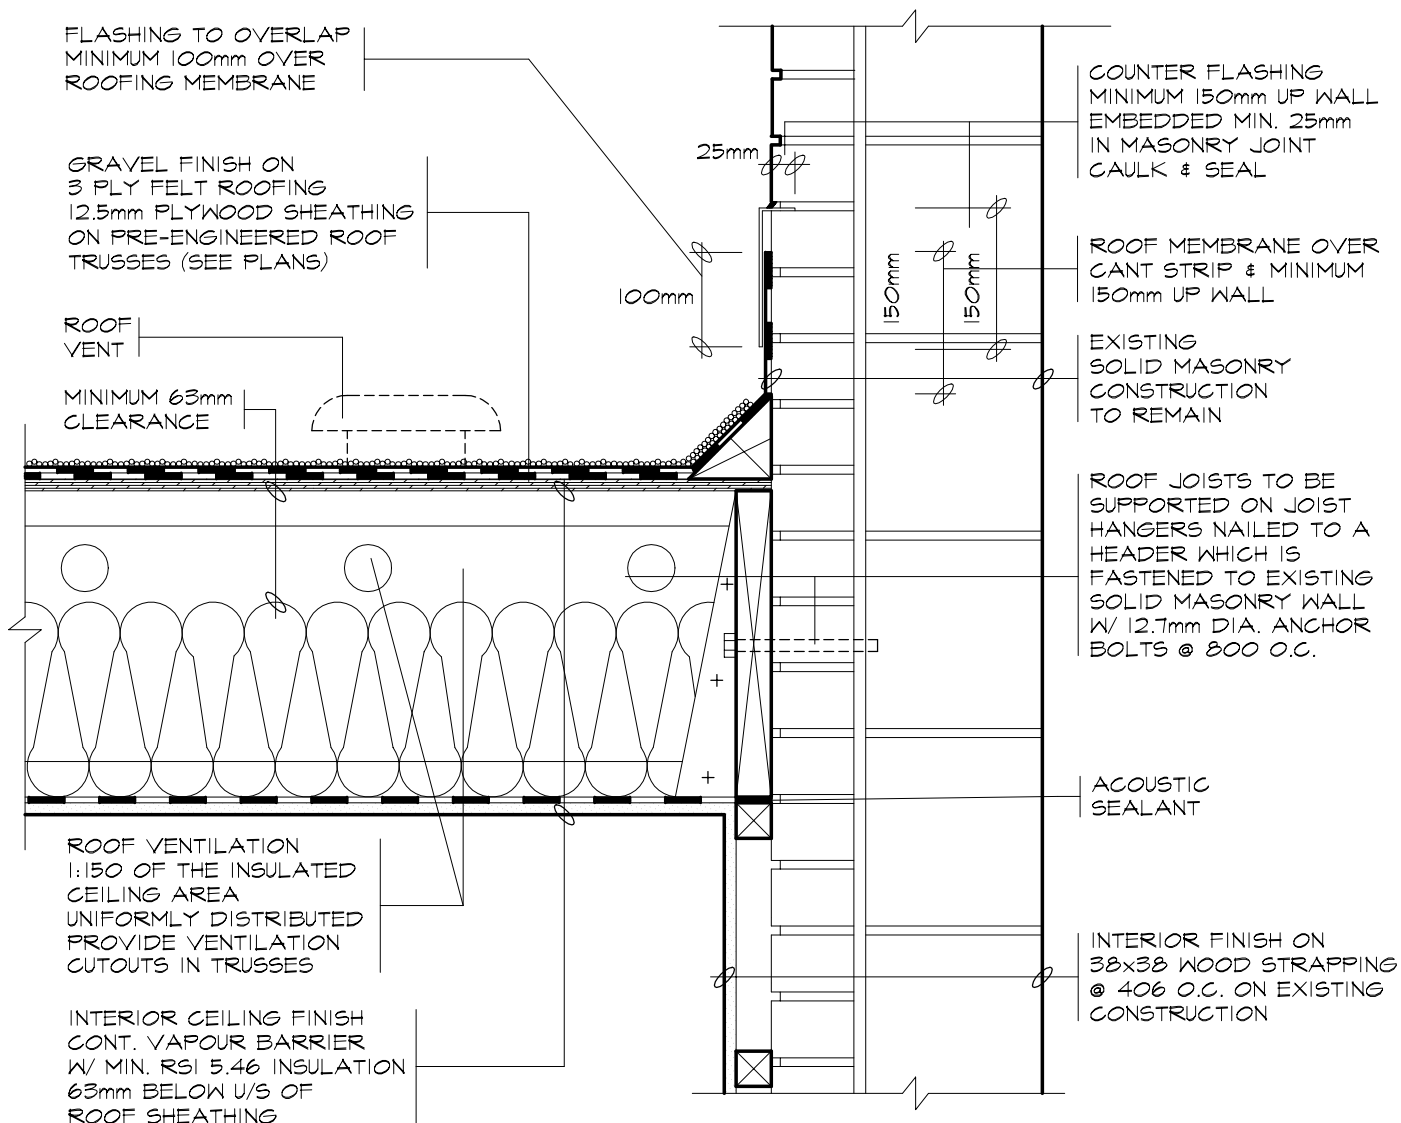 FLASHING TO OVERLAP
MINIMUM 100mm OVER
ROOFING MEMBRANE
GRAVEL FINISH ON
3 PLY FELT ROOFING
12.5mm PLYWOOD SHEATHING
ON PRE-ENGINEERED ROOF
TRUSSES (SEE PLANS)
ROOF
VENT
MINIMUM 63mm
CLEARANCE
25mm
100mm
150mm
150mm
COUNTER FLASHING
MINIMUM 150mm UP WALL
EMBEDDED MIN. 25mm
IN MASONRY JOINT
CAULK & SEAL
ROOF MEMBRANE OVER
CANT STRIP & MINIMUM
150mm UP WALL
EXISTING
SOLID MASONRY
CONSTRUCTION
TO REMAIN
ROOF JOISTS TO BE
SUPPORTED ON JOIST
HANGERS NAILED TO A
HEADER WHICH IS
FASTENED TO EXISTING
SOLID MASONRY WALL
W/ 12.7mm DIA. ANCHOR
BOLTS @ 800 O.C.
ACOUSTIC
SEALANT
ROOF VENTILATION
1:150 OF THE INSULATED
CEILING AREA
UNIFORMLY DISTRIBUTED
PROVIDE VENTILATION
CUTOUTS IN TRUSSES
INTERIOR CEILING FINISH
CONT. VAPOUR BARRIER
W/ MIN. RSI 5.46 INSULATION
63mm BELOW U/S OF
ROOF SHEATHING
INTERIOR FINISH ON
38x38 WOOD STRAPPING
@ 406 O.C. ON EXISTING
CONSTRUCTION